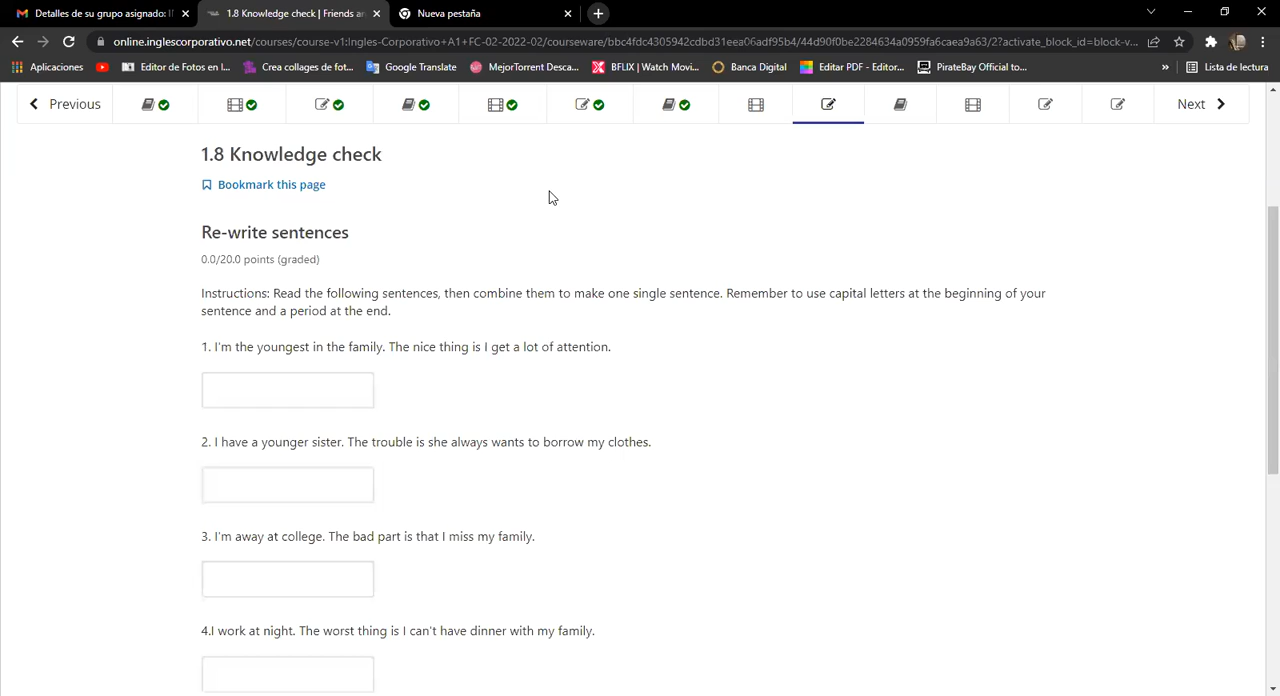 Detalles de su grupo asignado: I
1.8 Knowledge check | Friends an
Nueva pestaña
online.inglescorporativo.net/courses/course-v1:Ingles-Corporativo+A1+FC-02-2022-02/courseware/bbc4fdc4305942cdbd31eea06adf95b4/44d90f0be2284634a0959fa6caea9a63/2?activate_block_id=block-v...
Aplicaciones
Editor de Fotos en l...
Crea collages de fot...
Google Translate
MejorTorrent Desca...
BFLIX | Watch Movi...
Banca Digital
Editar PDF - Editor...
PirateBay Official to...
»
Lista de lectura
Previous
Next
1.8 Knowledge check
Bookmark this page
Re-write sentences
0.0/20.0 points (graded)
Instructions: Read the following sentences, then combine them to make one single sentence. Remember to use capital letters at the beginning of your
sentence and a period at the end.
1. I'm the youngest in the family. The nice thing is I get a lot of attention.
2. I have a younger sister. The trouble is she always wants to borrow my clothes.
3. I'm away at college. The bad part is that I miss my family.
4.I work at night. The worst thing is I can't have dinner with my family.